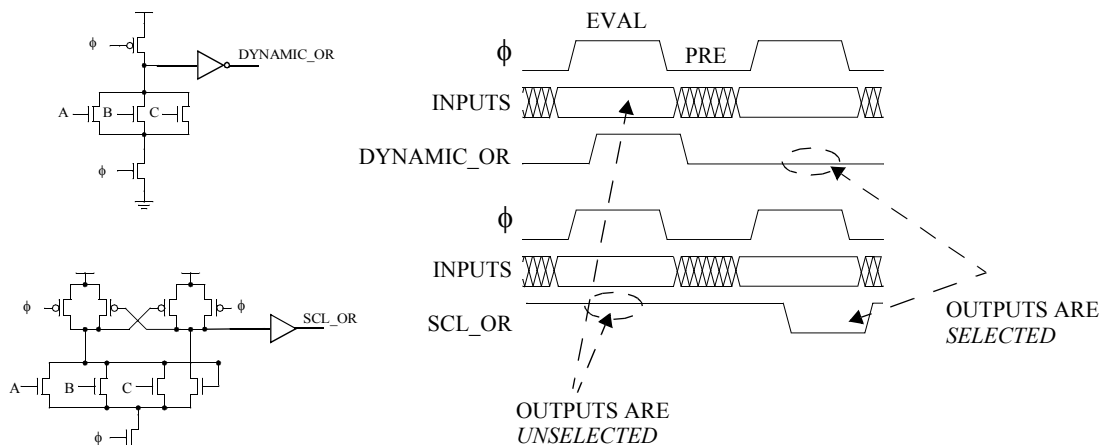 ϕ
DYNAMIC_OR
A
B
C
ϕ
ϕ
ϕ
SCL_OR
A
B
C
ϕ
EVAL
ϕ
PRE
INPUTS
DYNAMIC_OR
ϕ
INPUTS
SCL_OR
OUTPUTS ARE
SELECTED
OUTPUTS ARE
UNSELECTED